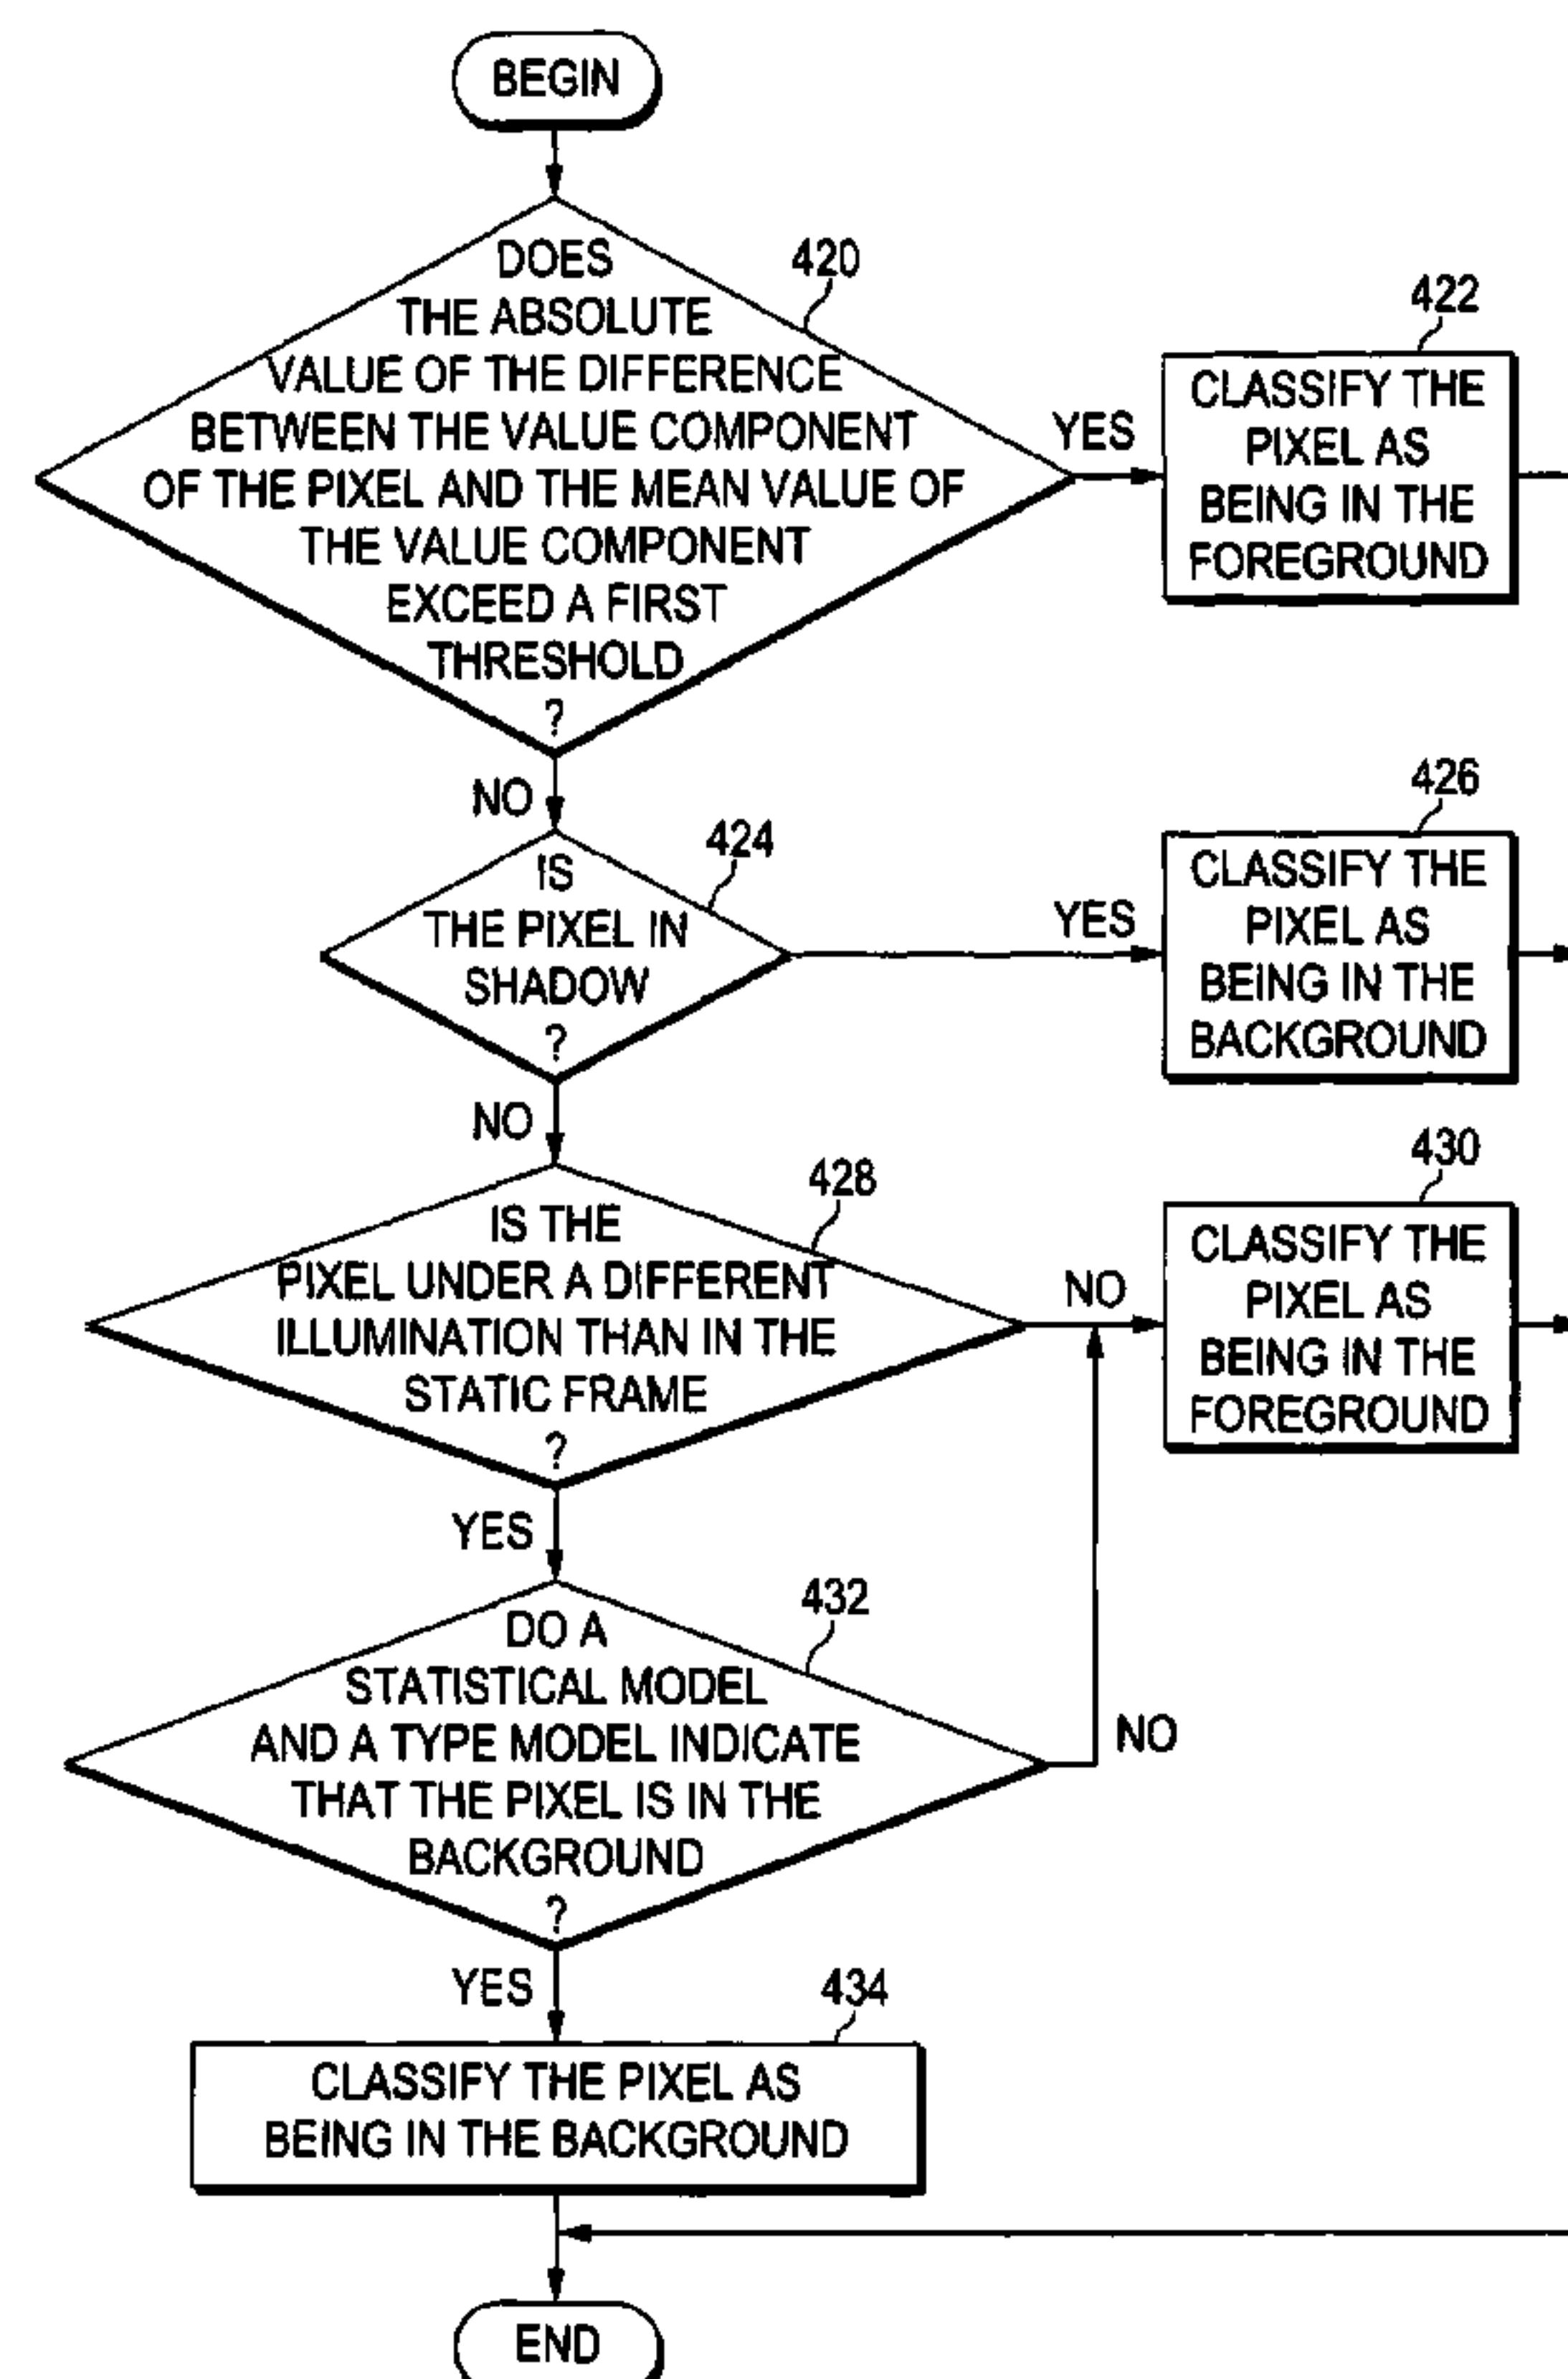 BEGIN
DOES
THE ABSOLUTE
VALUE OF THE DIFFERENCE
BETWEEN THE VALUE COMPONENT
OF THE PIXEL AND THE MEAN VALUE OF
THE VALUE COMPONENT
EXCEED A FIRST
THRESHOLD
?
420
YES
422
CLASSIFY THE
PIXEL AS
BEING IN THE
FOREGROUND
NO
IS
THE PIXEL IN
SHADOW
?
424
YES
426
CLASSIFY THE
PIXEL AS
BEING IN THE
BACKGROUND
NO
IS THE
PIXEL UNDER A DIFFERENT
ILLUMINATION THAN IN THE
STATIC FRAME
?
428
NO
430
CLASSIFY THE
PIXEL AS
BEING IN THE
FOREGROUND
YES
DO A
STATISTICAL MODEL
AND A TYPE MODEL INDICATE
THAT THE PIXEL IS IN THE
BACKGROUND
?
432
NO
YES
434
CLASSIFY THE PIXEL AS
BEING IN THE BACKGROUND
END